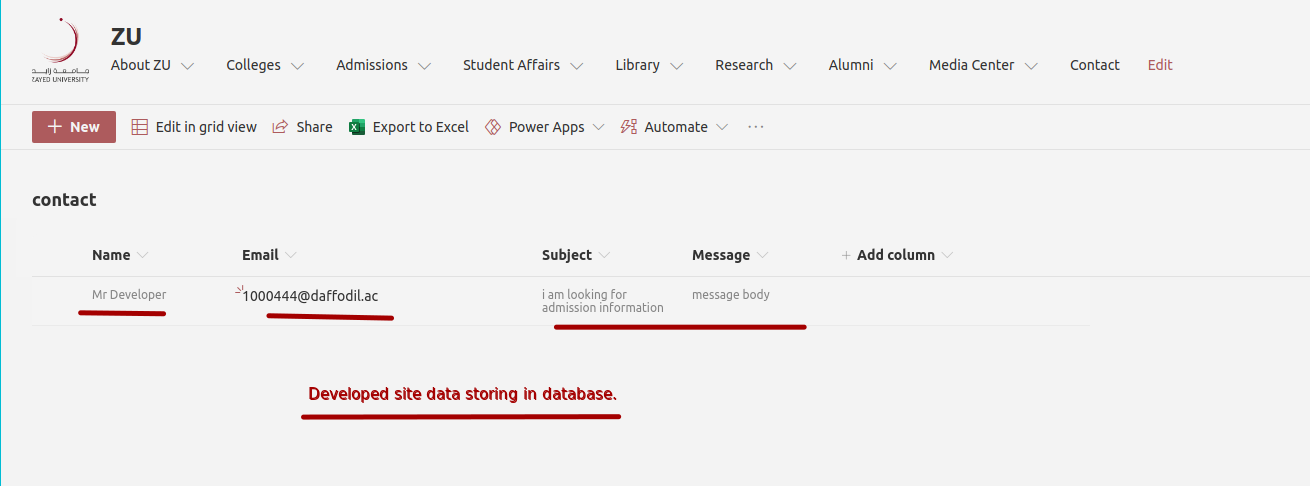 ZU
جامعة زايد
ZAYED UNIVERSITY
About ZU Colleges Admissions Student Affairs Library Research Alumni Media Center Contact Edit
New Edit in grid view Share Export to Excel Power Apps Automate ...
contact
Name Email Subject Message + Add column
Mr Developer 1000444@daffodil.ac i am looking for message body
admission information
Developed site data storing in database.